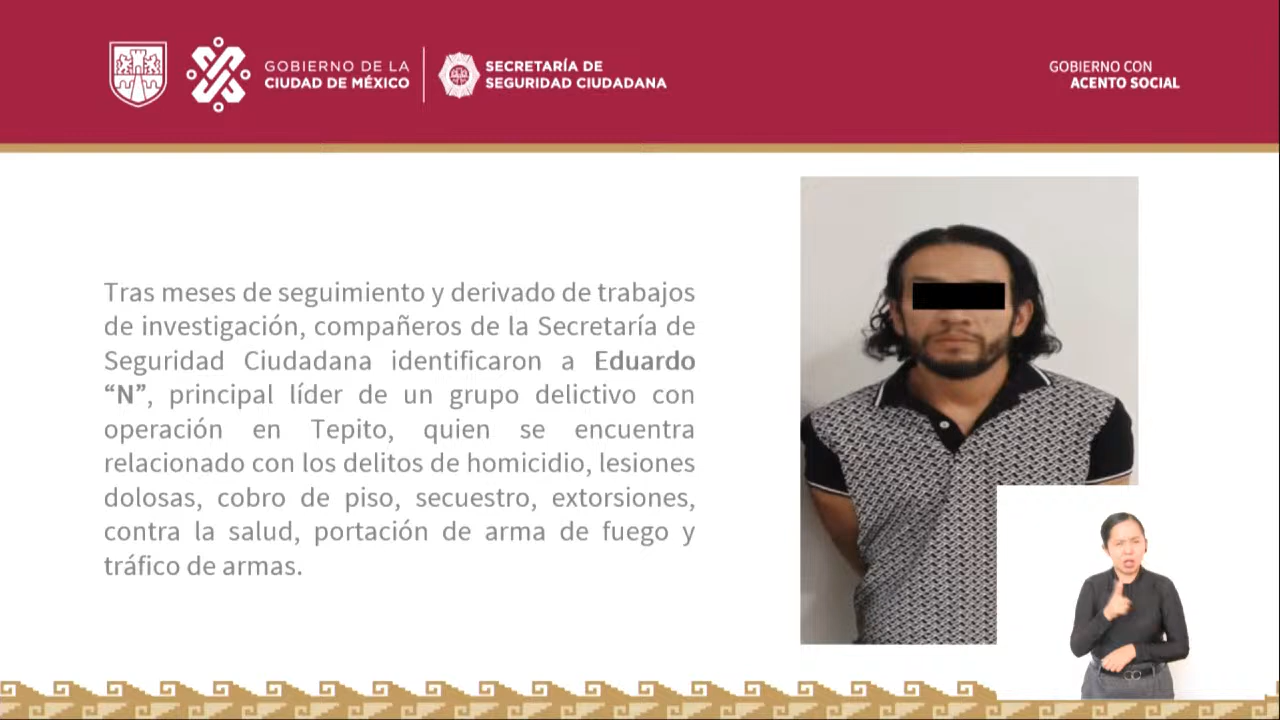 GOBIERNO DE LA
CIUDAD DE MÉXICO
SECRETARÍA DE
SEGURIDAD CIUDADANA
GOBIERNO CON
ACENTO SOCIAL
Tras meses de seguimiento y derivado de trabajos
de investigación, compañeros de la Secretaría de
Seguridad Ciudadana identificaron a Eduardo
“N”, principal líder de un grupo delictivo con
operación en Tepito, quien se encuentra
relacionado con los delitos de homicidio, lesiones
dolosas, cobro de piso, secuestro, extorsiones,
contra la salud, portación de arma de fuego y
tráfico de armas.